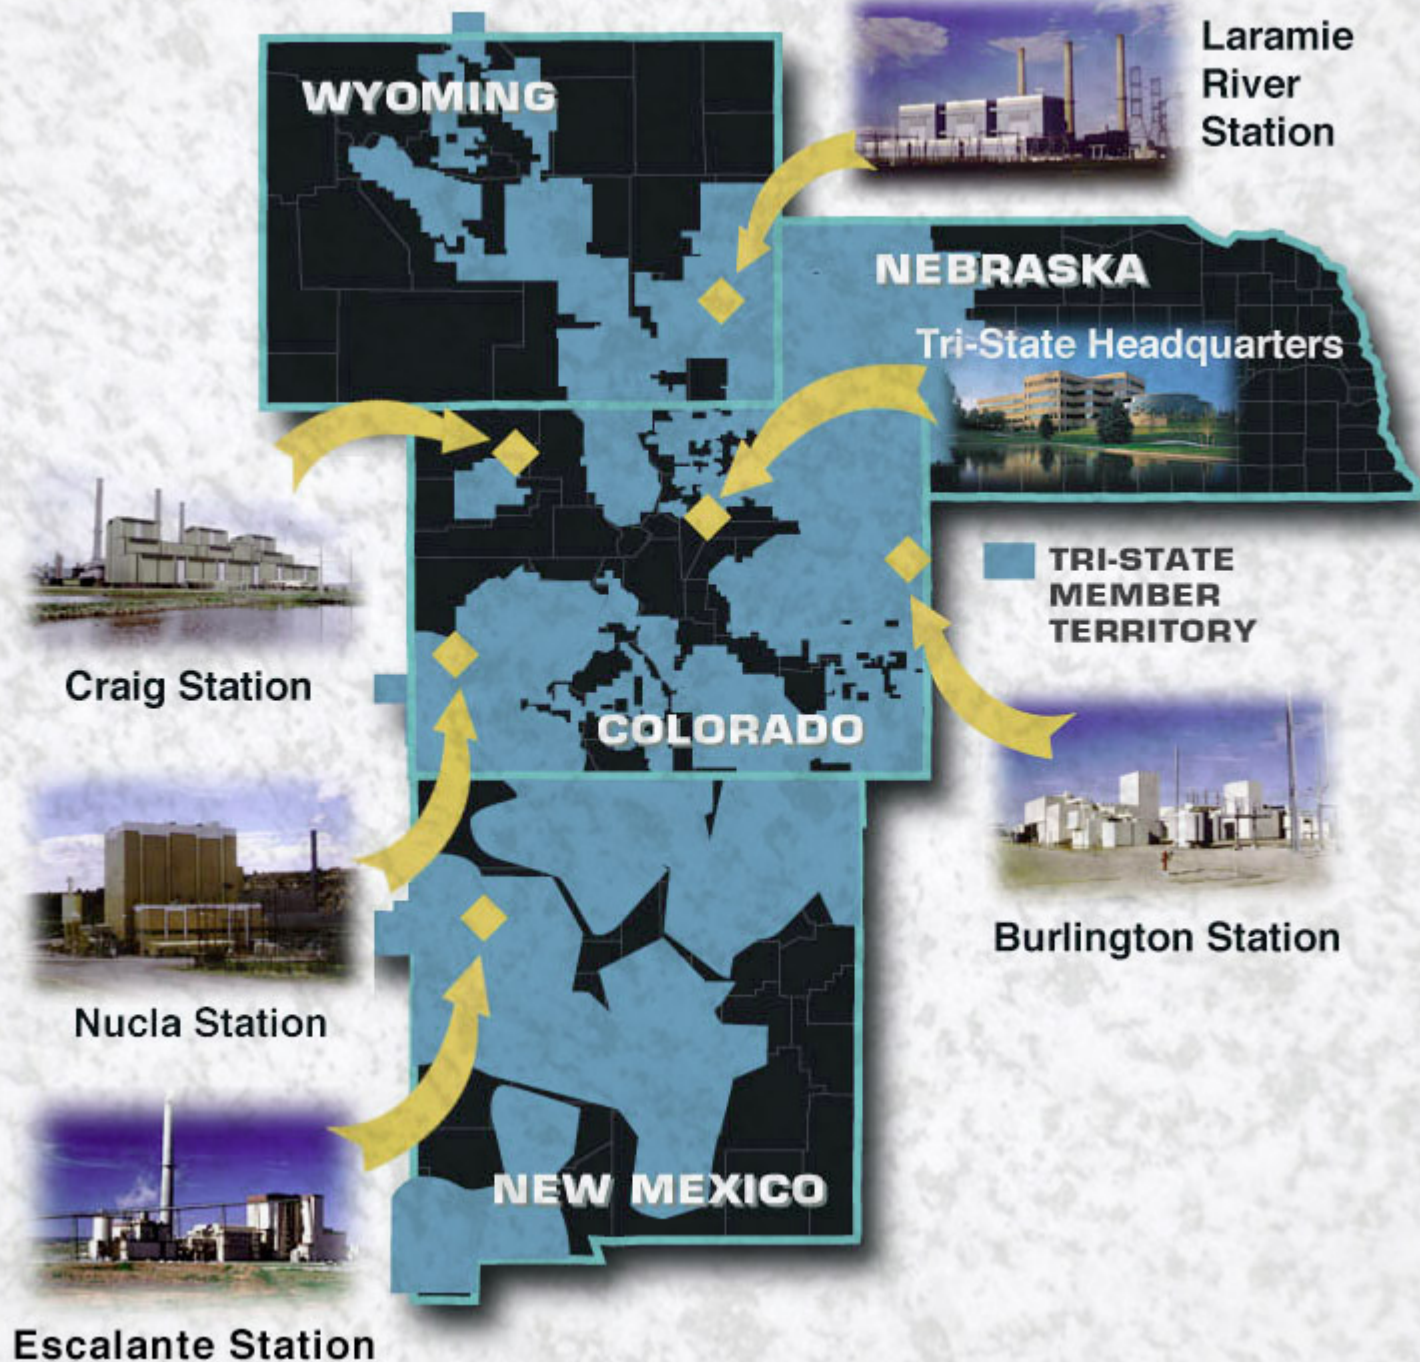 WYOMING
Laramie
River
Station
NEBRASKA
Tri-State Headquarters
TRI-STATE
MEMBER
TERRITORY
Craig Station
COLORADO
Nucla Station
Burlington Station
NEW MEXICO
Escalante Station